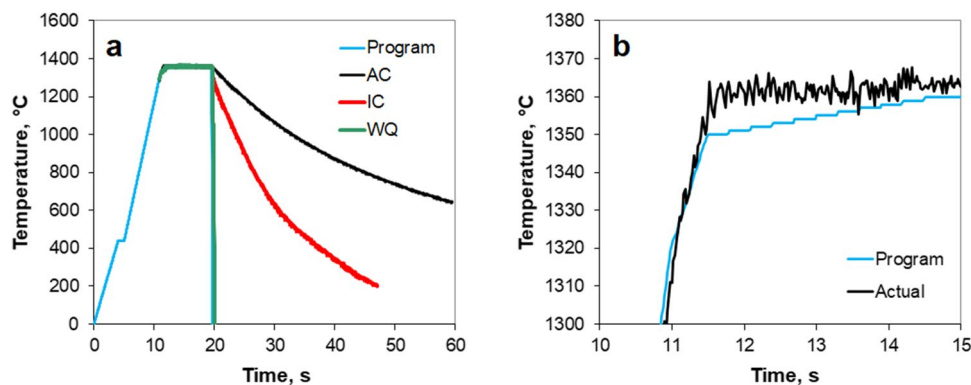 a
1600
1400
1200
1000
800
600
400
200
0
Temperature, °C
0 10 20 30 40 50 60
Time, s
Program
AC
IC
WQ
b
1380
1370
1360
1350
1340
1330
1320
1310
1300
Temperature, °C
10 11 12 13 14 15
Time, s
Program
Actual